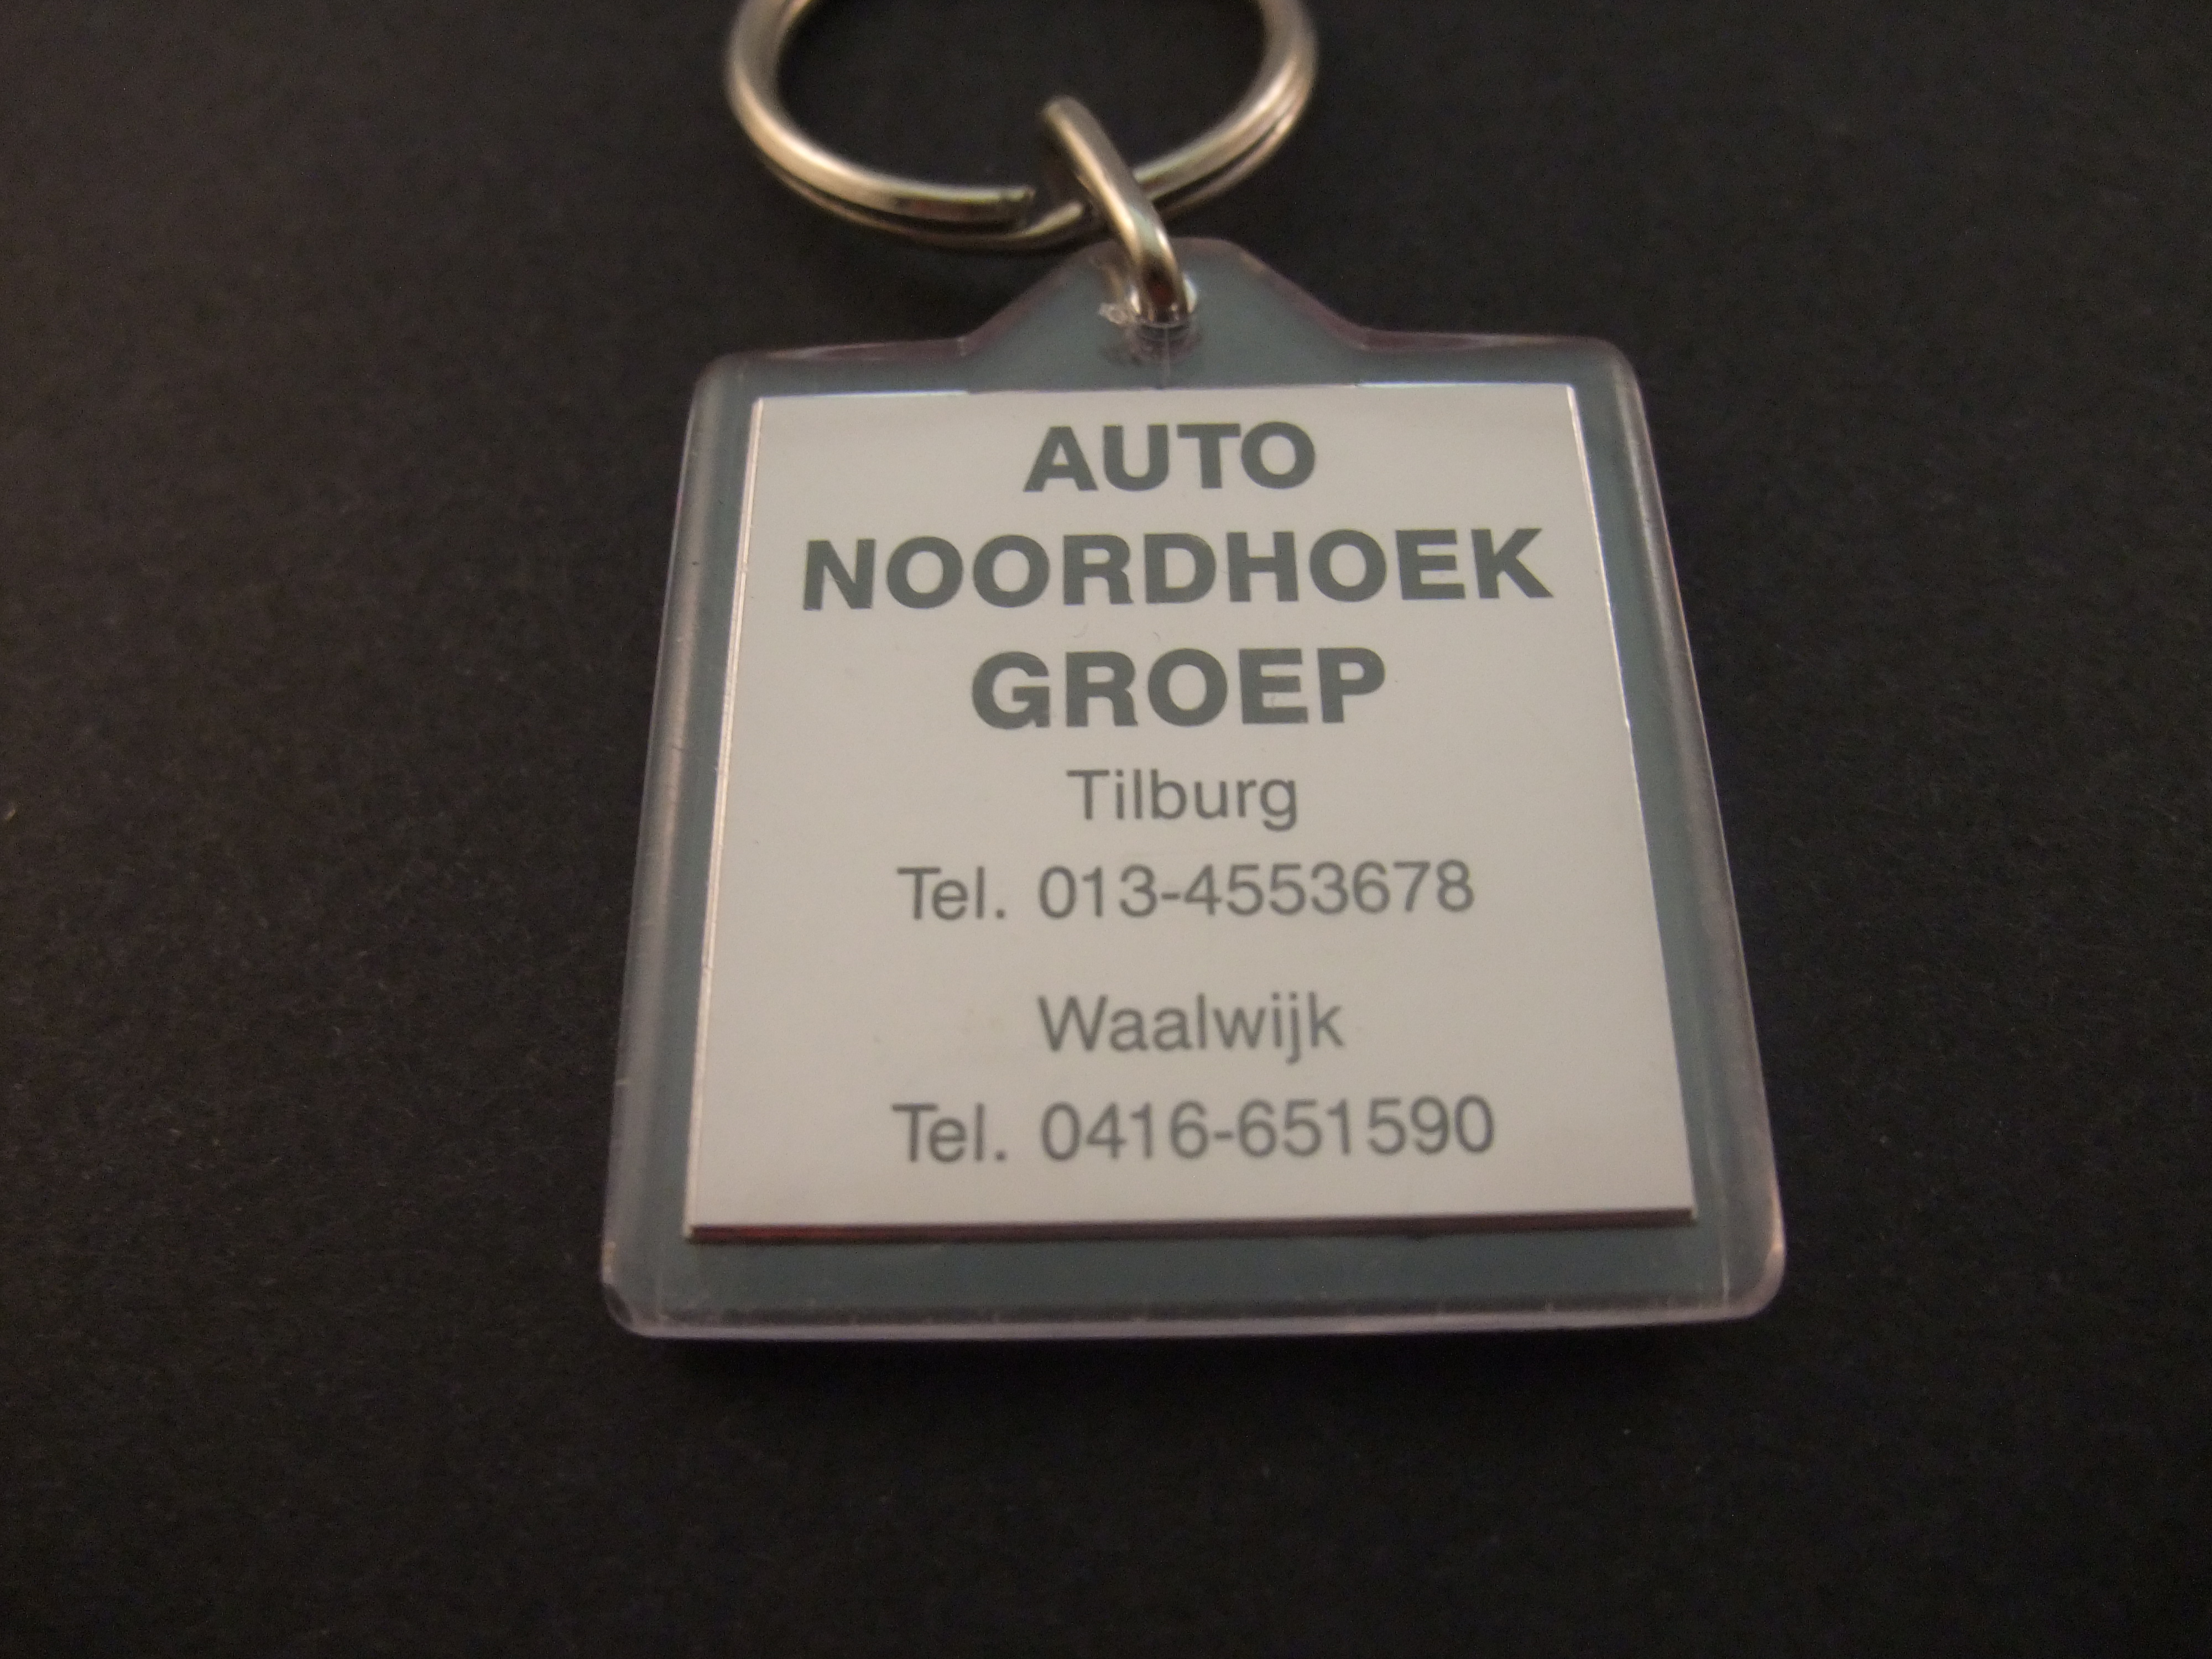 AUTO
NOORDHOEK
GROEP
Tilburg
Tel. 013-4553678
Waalwijk
Tel. 0416-651590